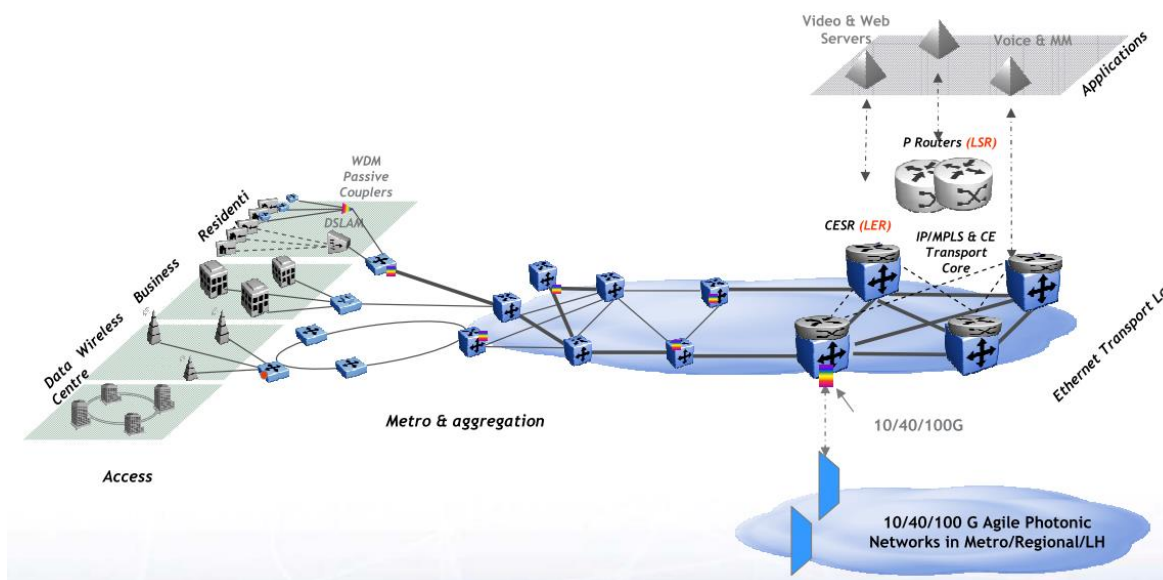 Video & Web
Servers
Voice & MM
Applications
P Routers (LSR)
WDM
Passive
Couplers
Residenti
DSLAM
CESR (LER)
IP/MPLS & CE
Transport
Core
Business
Wireless
Data
Centre
Ethernet Transport La
Metro & aggregation
10/40/100G
Access
10/40/100 G Agile Photonic
Networks in Metro/Regional/LH